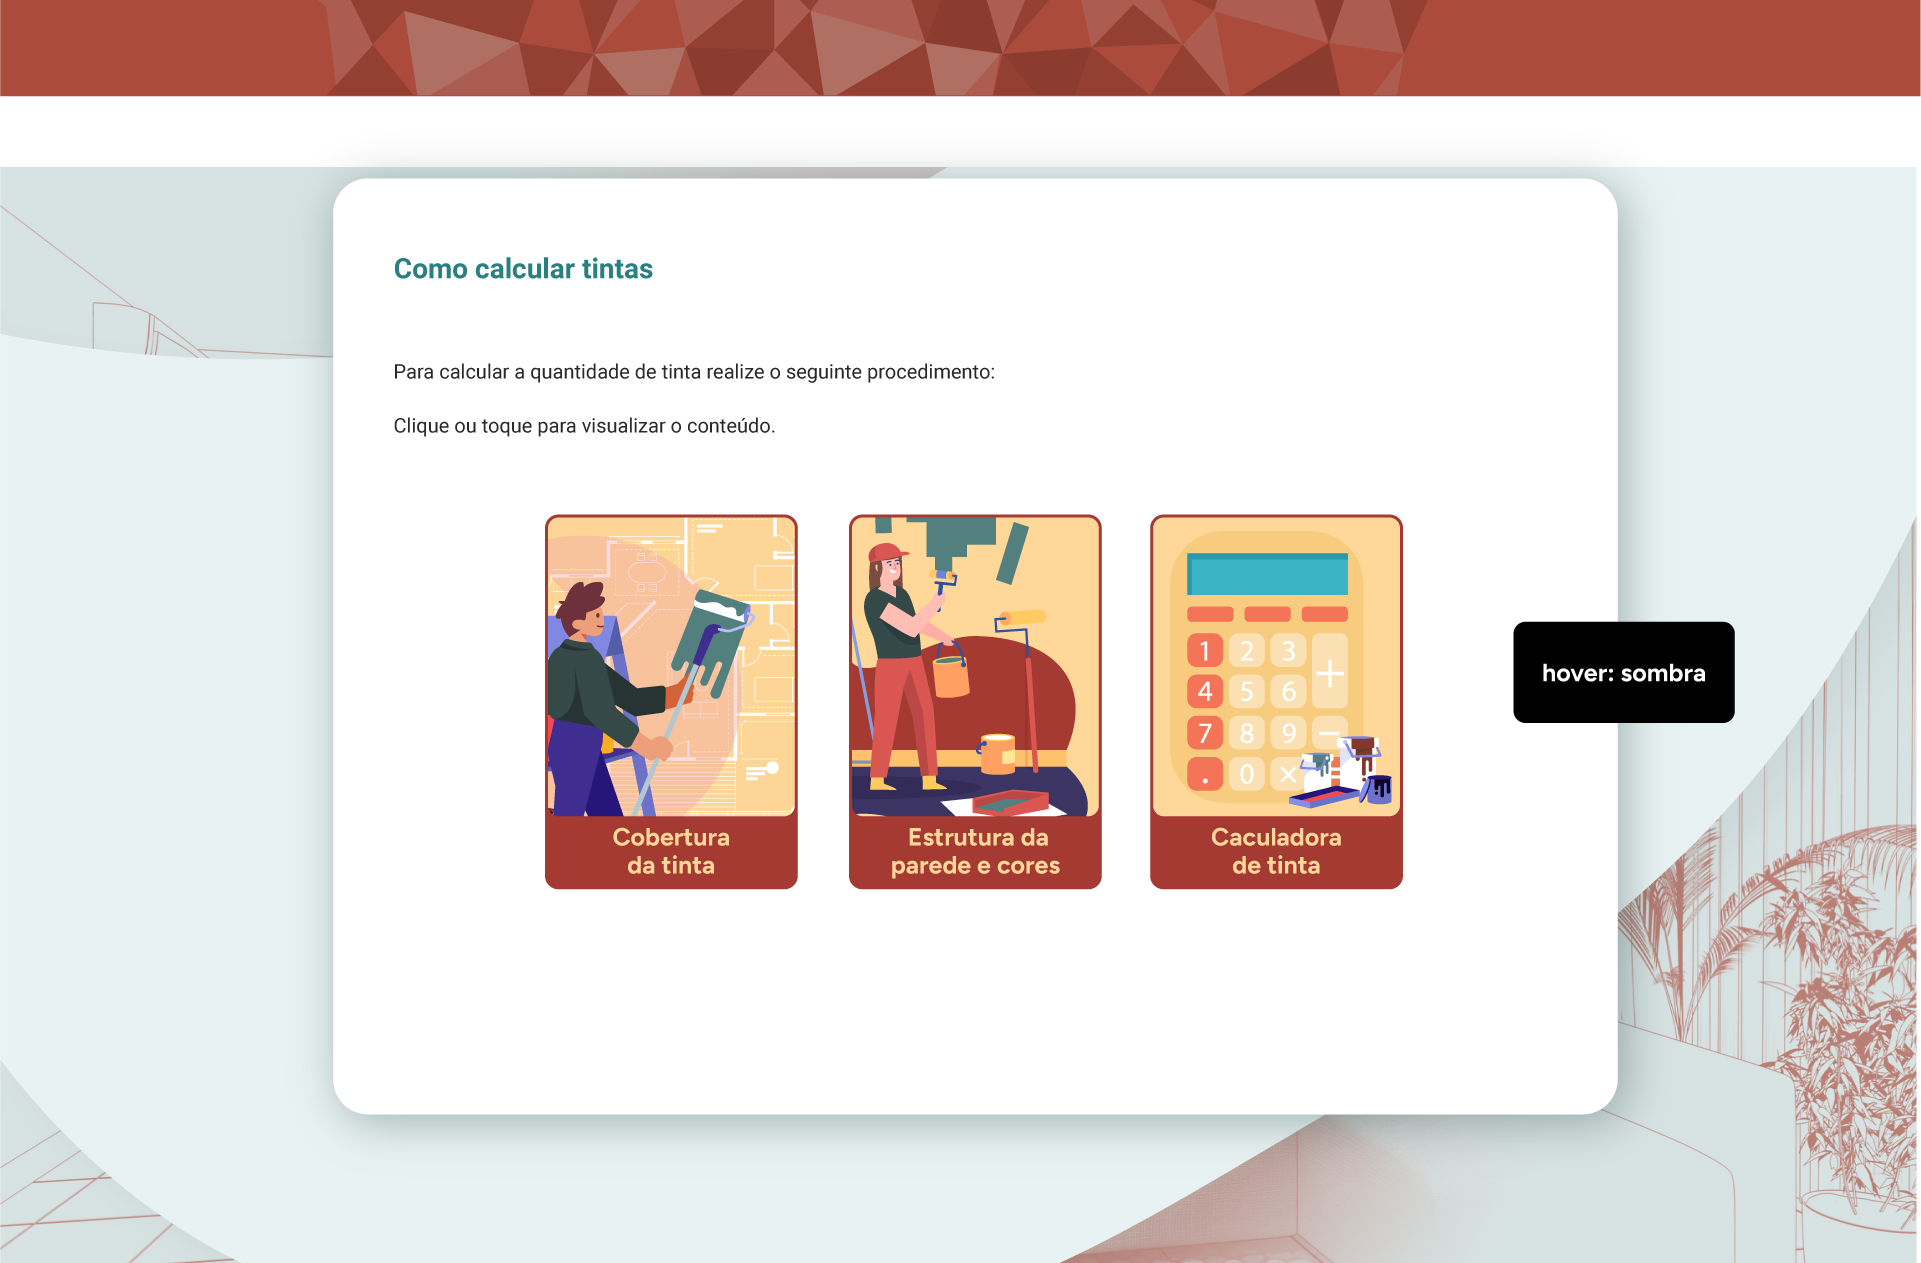 Como calcular tintas
Para calcular a quantidade de tinta realize o seguinte procedimento:
Clique ou toque para visualizar o conteúdo.
1 2 3 +
4 5 6
7 8 9 −
. 0 ×
Cobertura
da tinta
Estrutura da
parede e cores
Caculadora
de tinta
hover: sombra